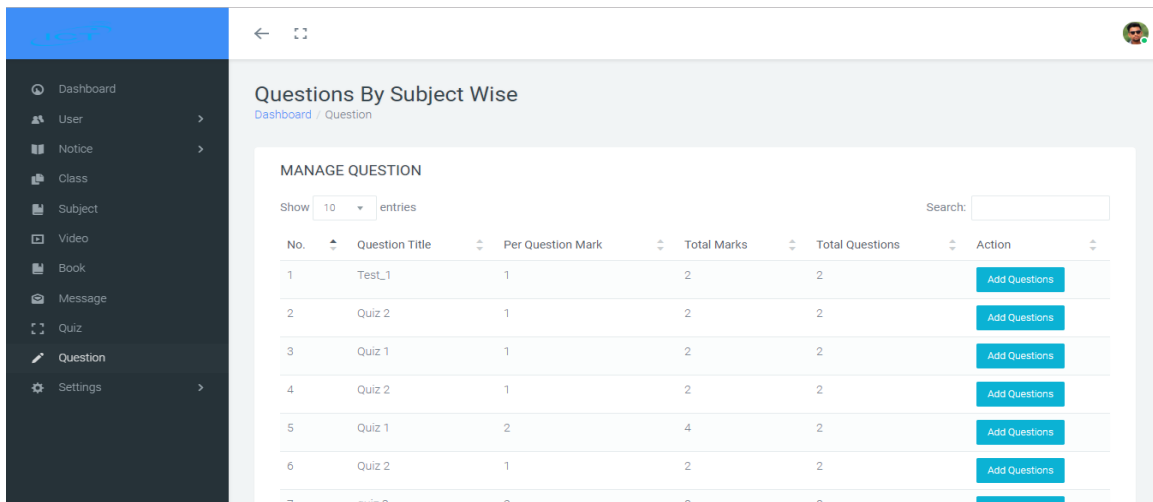 Dashboard
User
Notice
Class
Subject
Video
Book
Message
Quiz
Question
Settings
Questions By Subject Wise
Dashboard / Question
MANAGE QUESTION
Show 10 entries Search:
No. Question Title Per Question Mark Total Marks Total Questions Action
1 Test_1 1 2 2 Add Questions
2 Quiz 2 1 2 2 Add Questions
3 Quiz 1 1 2 2 Add Questions
4 Quiz 2 1 2 2 Add Questions
5 Quiz 1 2 4 2 Add Questions
6 Quiz 2 1 2 2 Add Questions